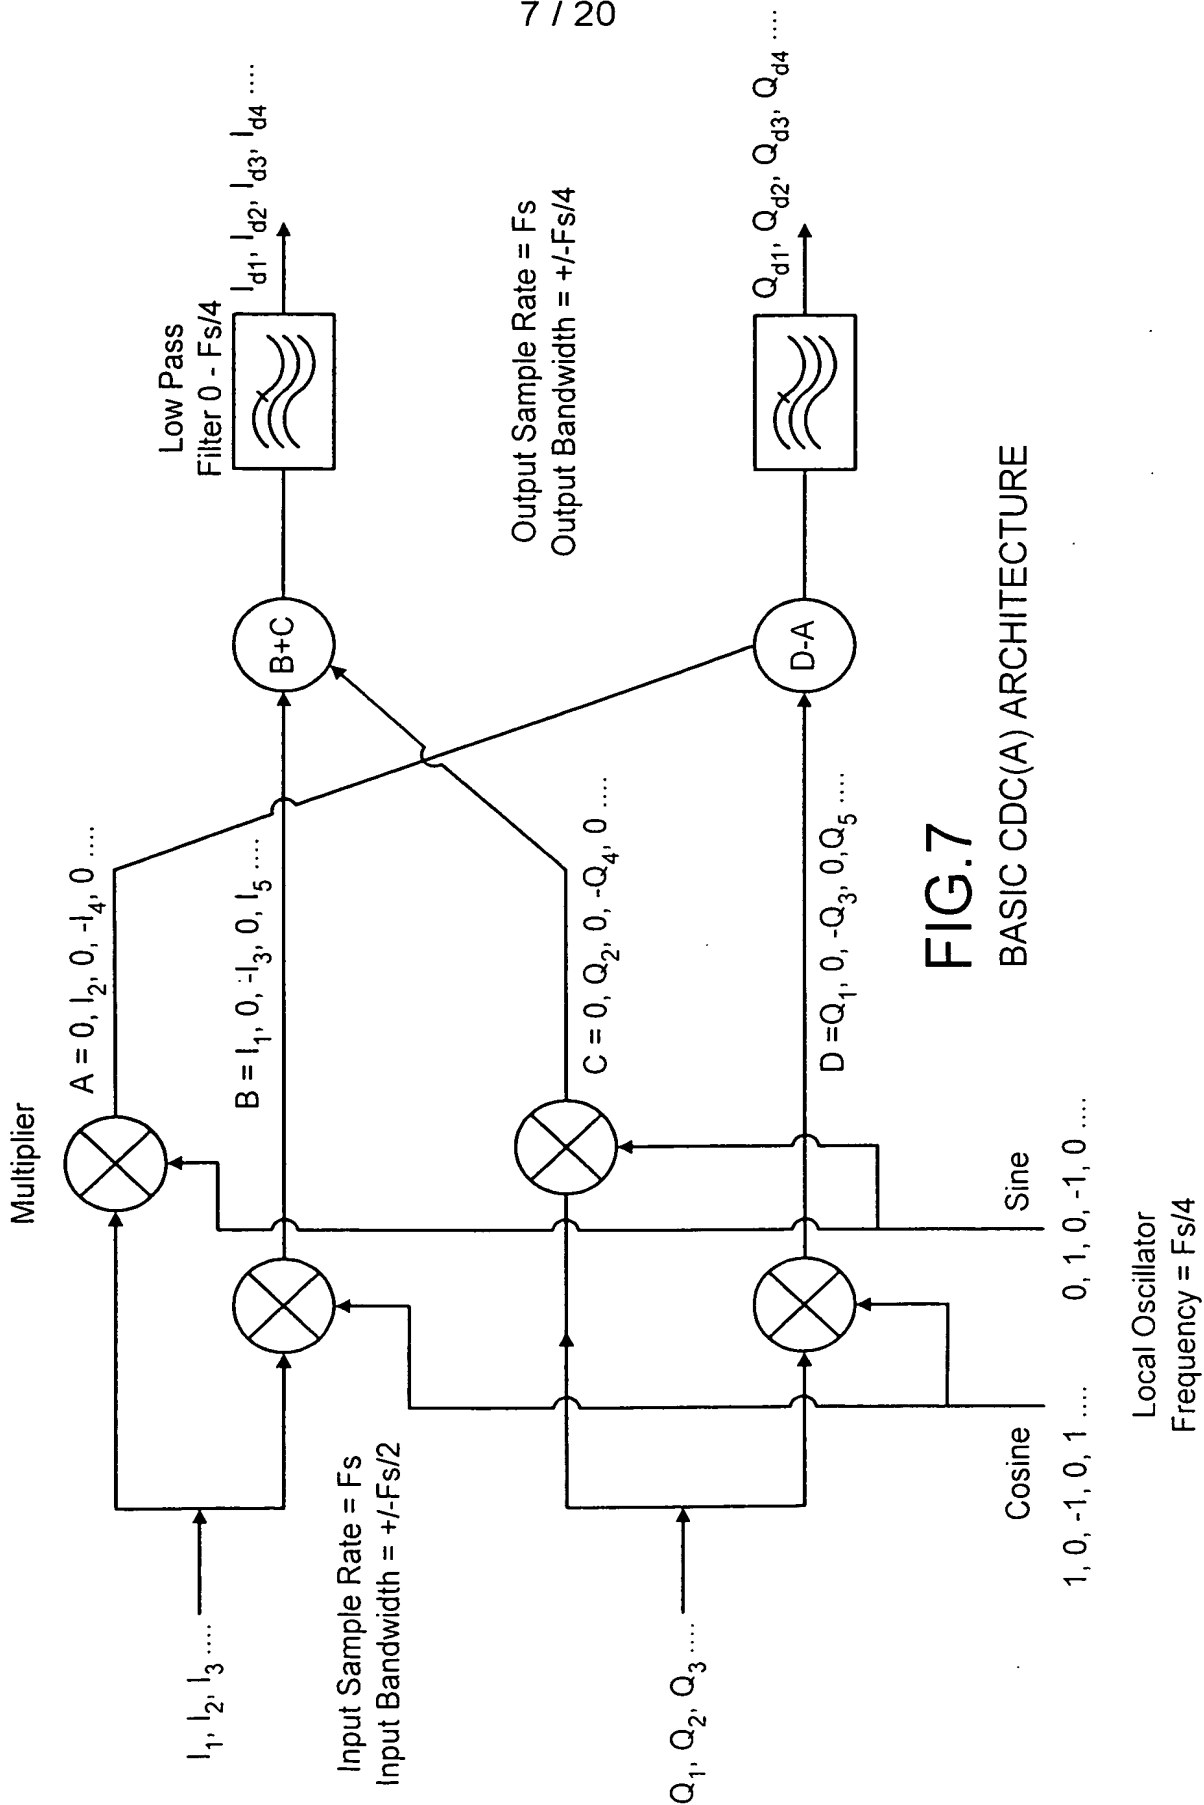 7 / 20
Multiplier
A = 0, I2, 0, -I4, 0 ....
B = I1, 0, -I3, 0, I5 ....
C = 0, Q2, 0, -Q4, 0 ....
D =Q1, 0, -Q3, 0,Q5 ....
I1, I2, I3 ....
Input Sample Rate = Fs
Input Bandwidth = +/-Fs/2
Q1, Q2, Q3 ....
B+C
D-A
Low Pass
Filter 0 - Fs/4
Id1, Id2, Id3, Id4 ....
Output Sample Rate = Fs
Output Bandwidth = +/-Fs/4
Qd1, Qd2, Qd3, Qd4 ....
Cosine
1, 0, -1, 0, 1 ....
Sine
0, 1, 0, -1, 0 ....
Local Oscillator
Frequency = Fs/4
FIG.7
BASIC CDC(A) ARCHITECTURE